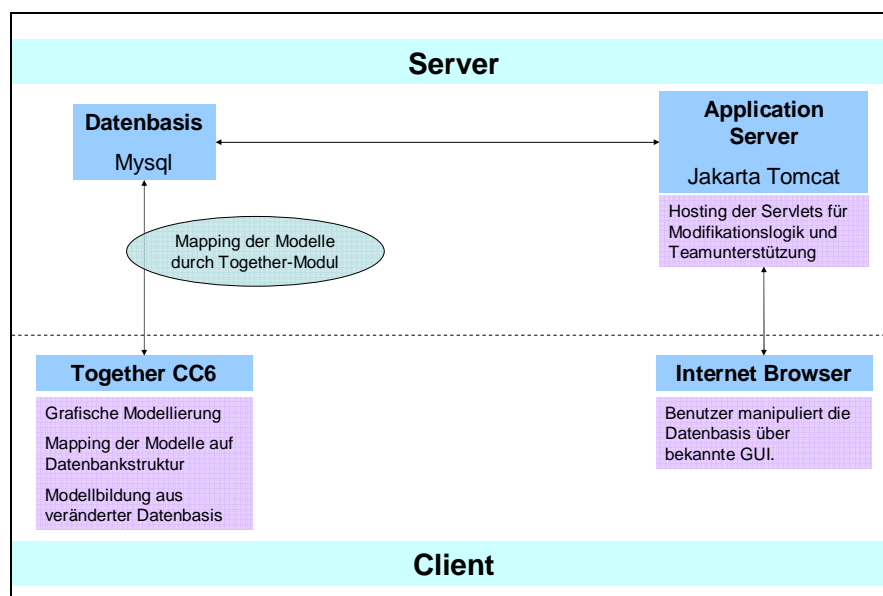 Server
Datenbasis
Mysql
Application
Server
Jakarta Tomcat
Hosting der Servlets für
Modifikationslogik und
Teamunterstützung
Mapping der Modelle
durch Together-Modul
Together CC6
Grafische Modellierung
Mapping der Modelle auf
Datenbankstruktur
Modellbildung aus
veränderter Datenbasis
Internet Browser
Benutzer manipuliert die
Datenbasis über
bekannte GUI.
Client